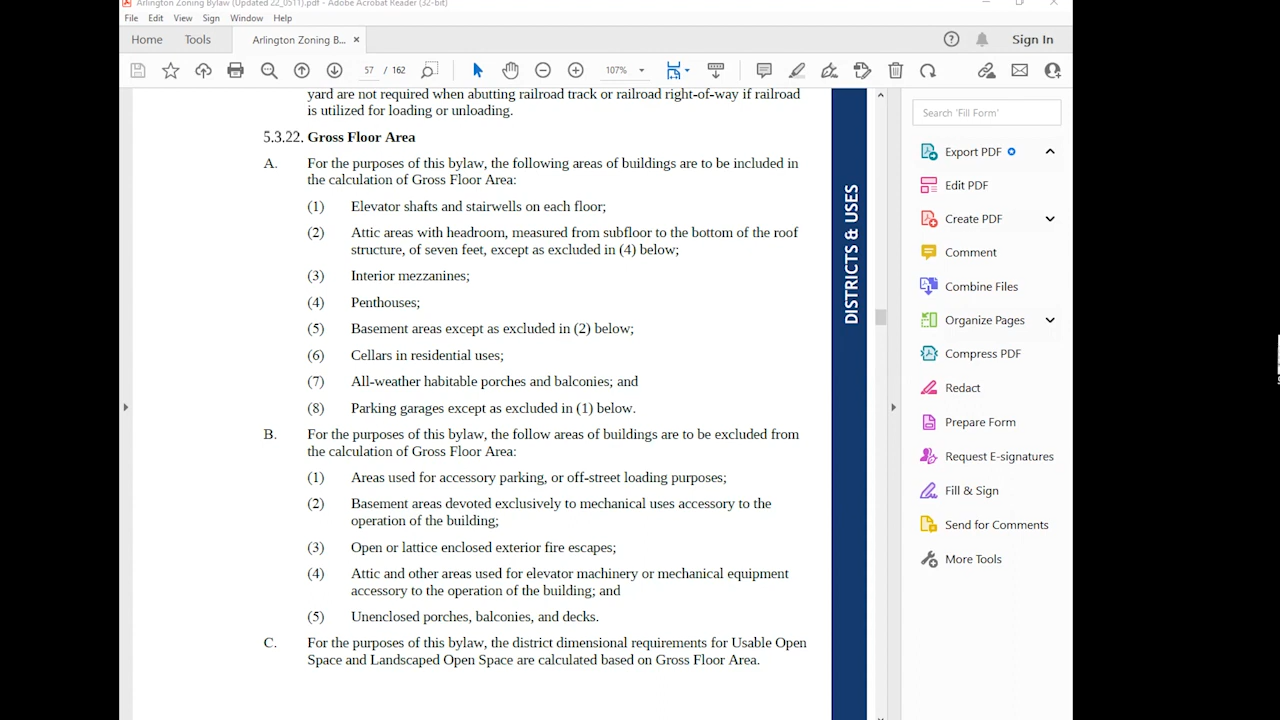 Arlington Zoning Bylaw (Updated 22_0511).pdf - Adobe Acrobat Reader (32-bit)
File Edit View Sign Window Help
Home Tools Arlington Zoning B... × Sign In
57 / 162 107%
yard are not required when abutting railroad track or railroad right-of-way if railroad
is utilized for loading or unloading.
5.3.22. Gross Floor Area
A. For the purposes of this bylaw, the following areas of buildings are to be included in
the calculation of Gross Floor Area:
(1) Elevator shafts and stairwells on each floor;
(2) Attic areas with headroom, measured from subfloor to the bottom of the roof
structure, of seven feet, except as excluded in (4) below;
(3) Interior mezzanines;
(4) Penthouses;
(5) Basement areas except as excluded in (2) below;
(6) Cellars in residential uses;
(7) All-weather habitable porches and balconies; and
(8) Parking garages except as excluded in (1) below.
B. For the purposes of this bylaw, the follow areas of buildings are to be excluded from
the calculation of Gross Floor Area:
(1) Areas used for accessory parking, or off-street loading purposes;
(2) Basement areas devoted exclusively to mechanical uses accessory to the
operation of the building;
(3) Open or lattice enclosed exterior fire escapes;
(4) Attic and other areas used for elevator machinery or mechanical equipment
accessory to the operation of the building; and
(5) Unenclosed porches, balconies, and decks.
C. For the purposes of this bylaw, the district dimensional requirements for Usable Open
Space and Landscaped Open Space are calculated based on Gross Floor Area.
DISTRICTS & USES
Search 'Fill Form'
Export PDF
Edit PDF
Create PDF
Comment
Combine Files
Organize Pages
Compress PDF
Redact
Prepare Form
Request E-signatures
Fill & Sign
Send for Comments
More Tools